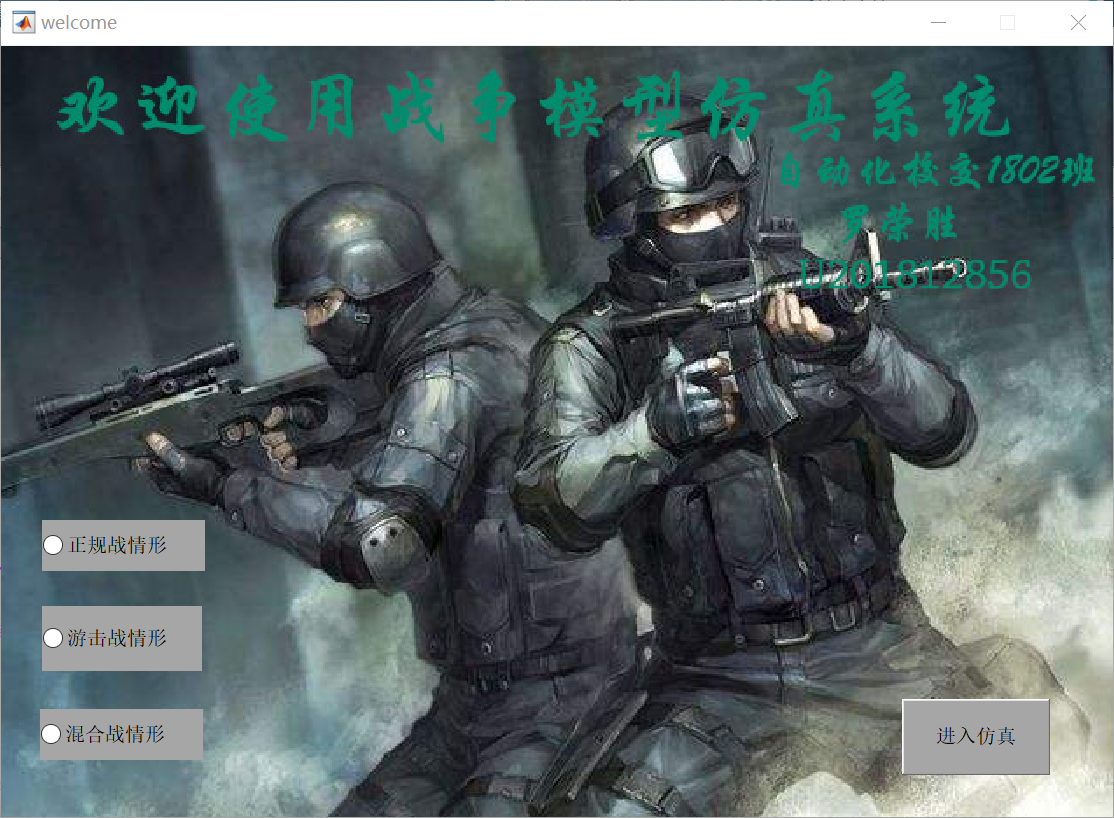 welcome
欢迎使用战争模型仿真系统
自动化校交1802班
罗荣胜
U201812856
正规战情形
游击战情形
混合战情形
进入仿真